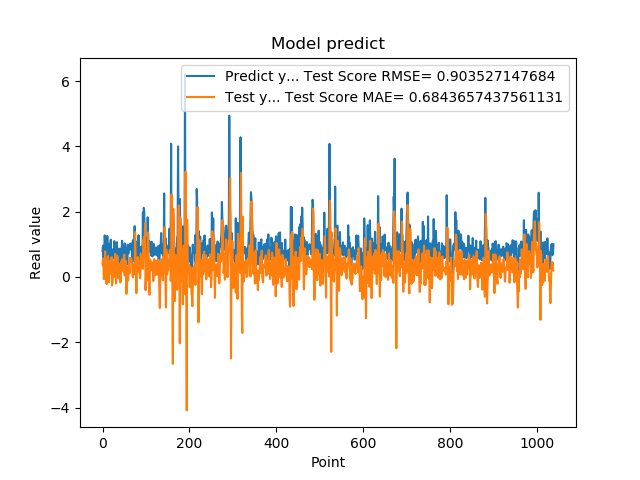 Model predict
Predict y... Test Score RMSE= 0.903527147684
Test y... Test Score MAE= 0.6843657437561131
Real value
6
4
2
0
−2
−4
0 200 400 600 800 1000
Point